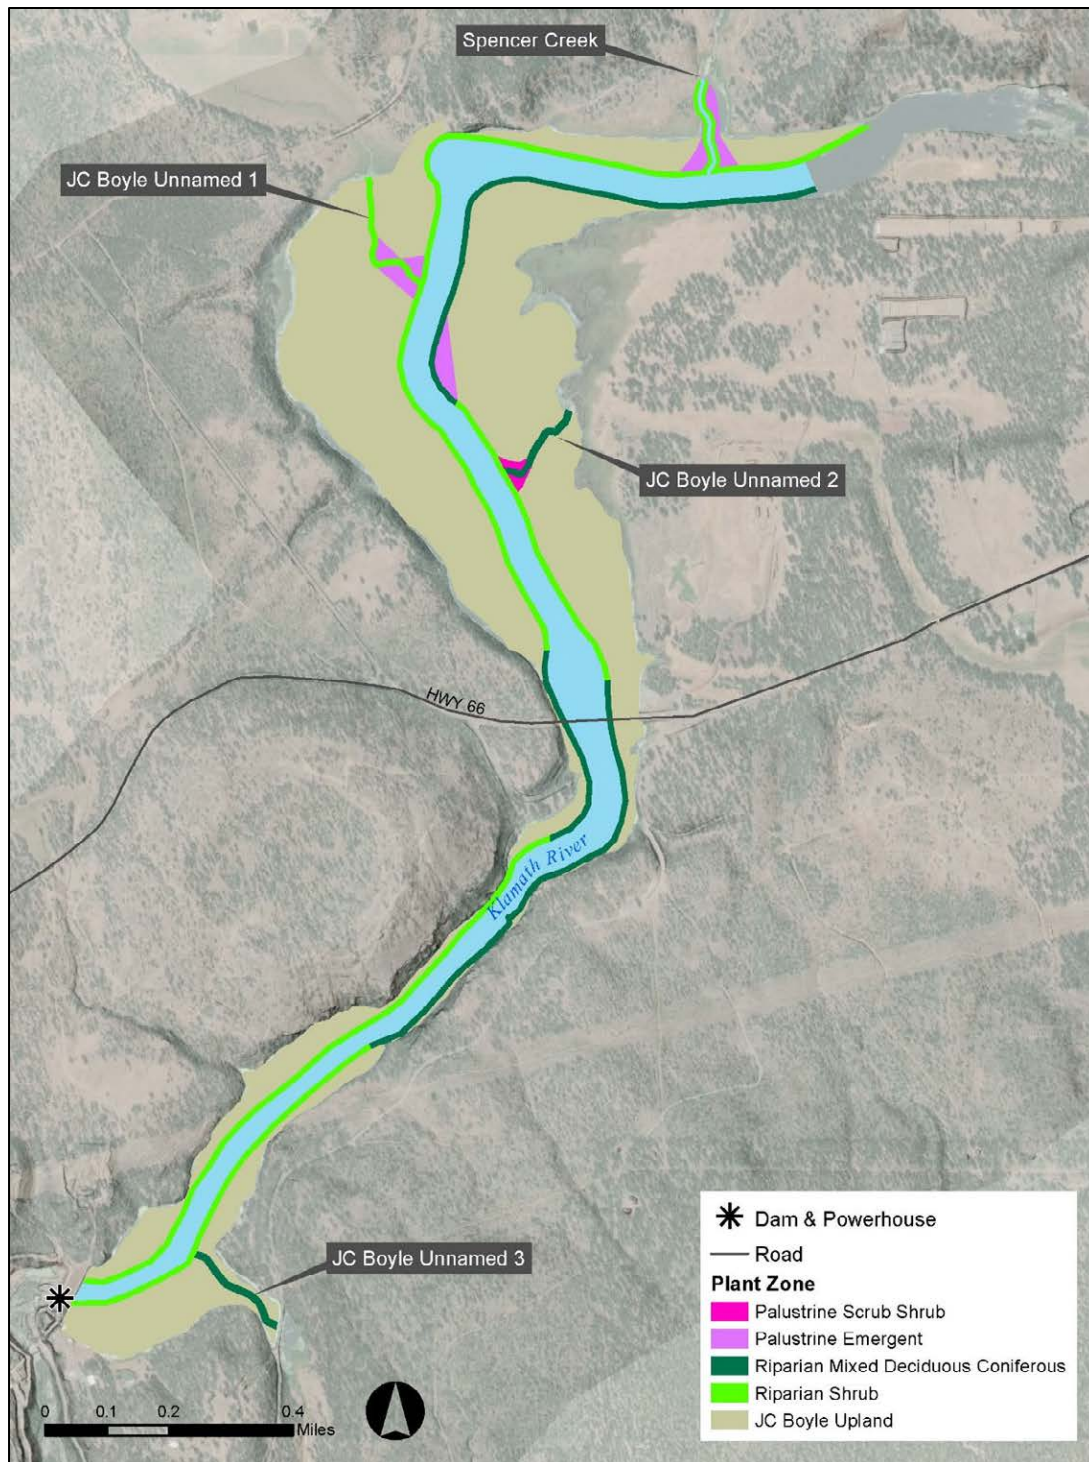 Spencer Creek
JC Boyle Unnamed 1
JC Boyle Unnamed 2
HWY 66
Klamath River
JC Boyle Unnamed 3
Dam & Powerhouse
Road
Plant Zone
Palustrine Scrub Shrub
Palustrine Emergent
Riparian Mixed Deciduous Coniferous
Riparian Shrub
JC Boyle Upland
0 0.1 0.2 0.4
Miles